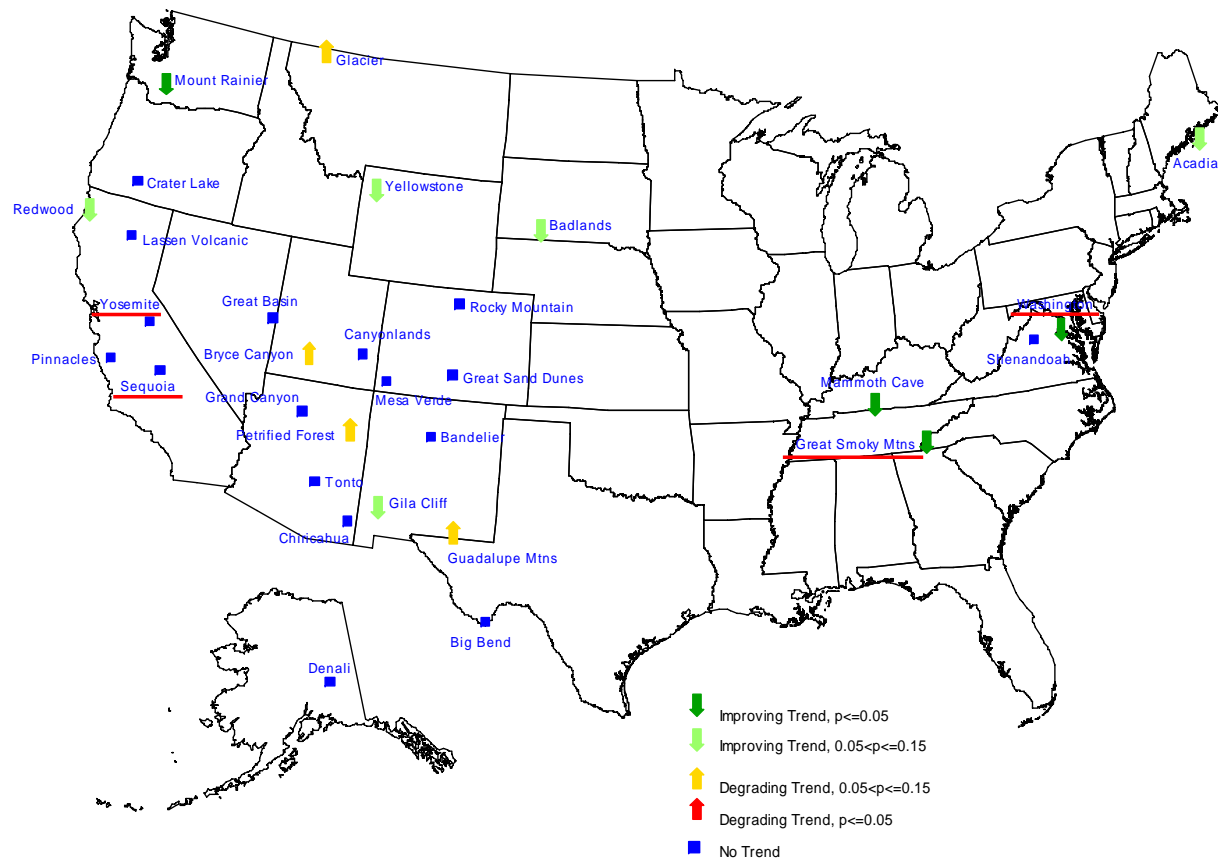 Glacier
Mount Rainier
Acadia
Crater Lake
Yellowstone
Redwood
Badlands
Lassen Volcanic
Yosemite
Great Basin
Rocky Mountain
Washington
Canyonlands
Bryce Canyon
Pinnacles
Shenandoah
Sequoia
Great Sand Dunes
Mammoth Cave
Grand Canyon
Mesa Verde
Petrified Forest
Bandelier
Great Smoky Mtns
Tonto
Gila Cliff
Chiricahua
Guadalupe Mtns
Big Bend
Denali
Improving Trend, p<=0.05
Improving Trend, 0.05<p<=0.15
Degrading Trend, 0.05<p<=0.15
Degrading Trend, p<=0.05
No Trend